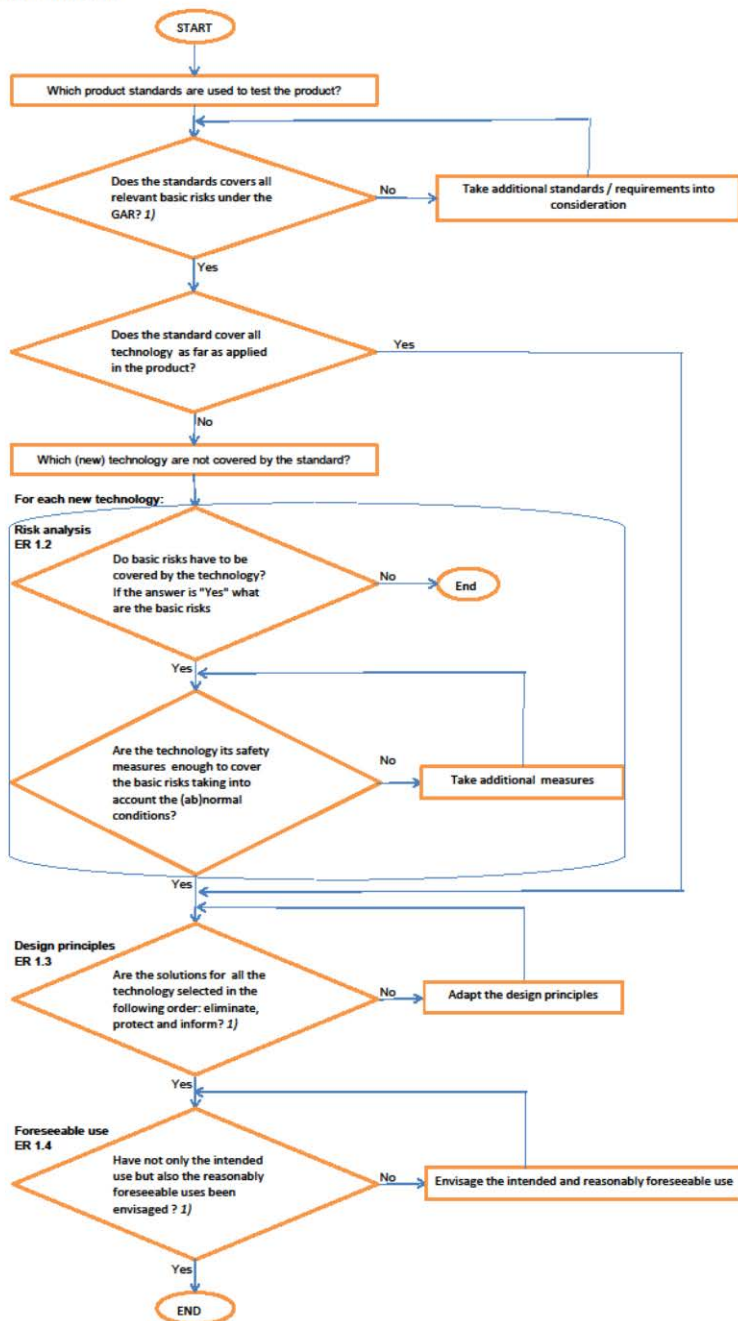 START
Which product standards are used to test the product?
Does the standards covers all
relevant basic risks under the
GAR? 1)
No
Take additional standards / requirements into
consideration
Yes
Does the standard cover all
technology as far as applied
in the product?
Yes
No
Which (new) technology are not covered by the standard?
For each new technology:
Risk analysis
ER 1.2
Do basic risks have to be
covered by the technology?
If the answer is "Yes" what
are the basic risks
No
End
Yes
Are the technology its safety
measures enough to cover
the basic risks taking into
account the (ab)normal
conditions?
No
Take additional measures
Yes
Design principles
ER 1.3
Are the solutions for all the
technology selected in the
following order: eliminate,
protect and inform? 1)
No
Adapt the design principles
Yes
Foreseeable use
ER 1.4
Have not only the intended
use but also the reasonably
foreseeable uses been
envisaged ? 1)
No
Envisage the intended and reasonably foreseeable use
Yes
END